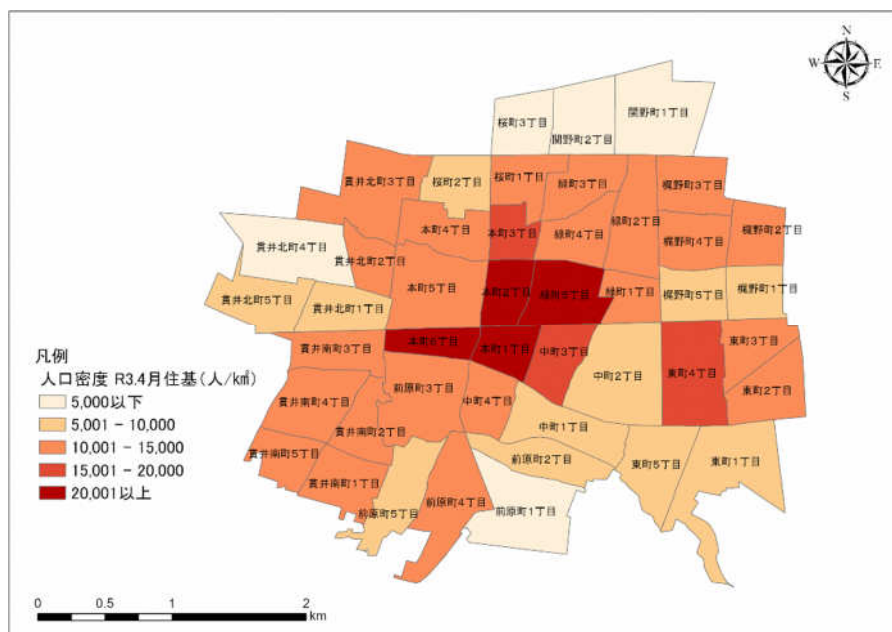 N
W E
S
関野町1丁目
桜町3丁目
関野町2丁目
貫井北町3丁目
桜町2丁目
桜町1丁目
緑町3丁目
梶野町3丁目
本町4丁目
本町3丁目
緑町4丁目
緑町2丁目
梶野町4丁目
梶野町2丁目
貫井北町4丁目
貫井北町2丁目
本町5丁目
本町2丁目
緑町5丁目
緑町1丁目
梶野町5丁目
梶野町1丁目
貫井北町5丁目
貫井北町1丁目
貫井南町3丁目
本町6丁目
本町1丁目
中町3丁目
中町2丁目
東町4丁目
東町3丁目
東町2丁目
貫井南町4丁目
前原町3丁目
中町4丁目
中町1丁目
貫井南町2丁目
貫井南町5丁目
前原町2丁目
東町5丁目
東町1丁目
貫井南町1丁目
前原町5丁目
前原町4丁目
前原町1丁目
凡例
人口密度 R3.4月住基(人/k㎡)
5,000以下
5,001 - 10,000
10,001 - 15,000
15,001 - 20,000
20,001以上
0 0.5 1 2
km